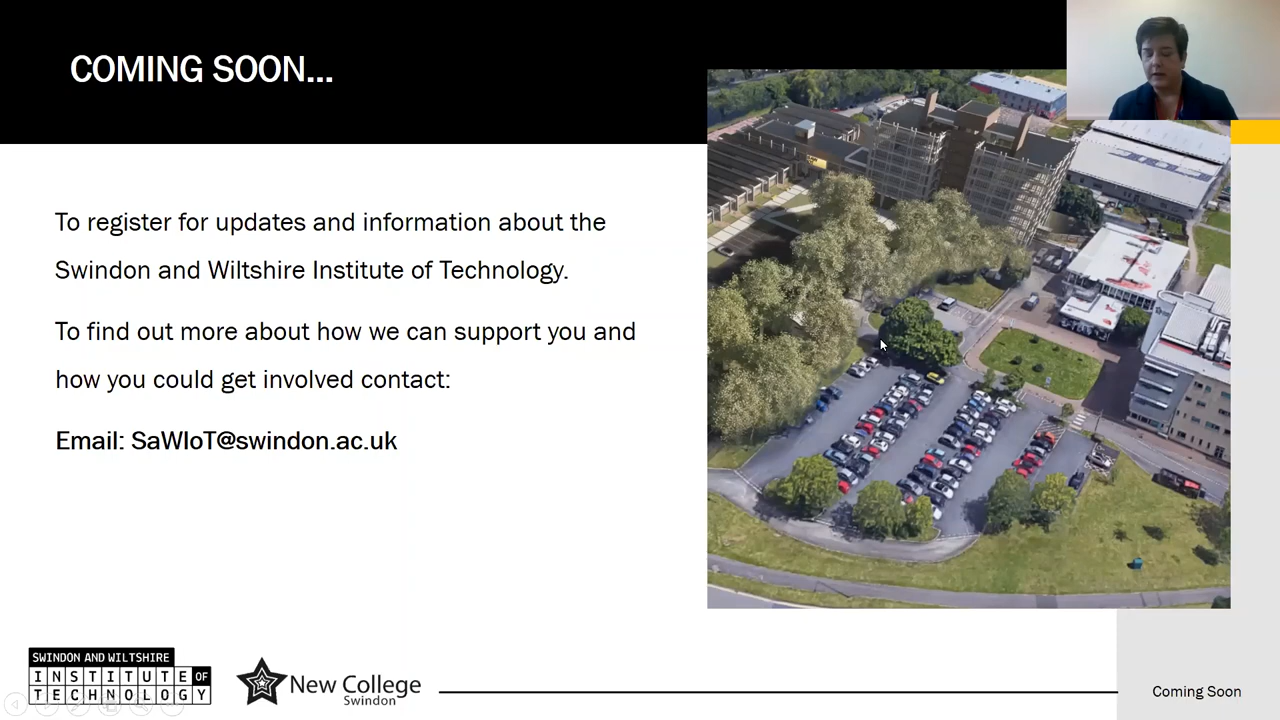 COMING SOON...
To register for updates and information about the
Swindon and Wiltshire Institute of Technology.
To find out more about how we can support you and
how you could get involved contact:
Email: SaWIoT@swindon.ac.uk
SWINDON AND WILTSHIRE
INSTITUTE OF
TECHNOLOGY
New College
Swindon
Coming Soon